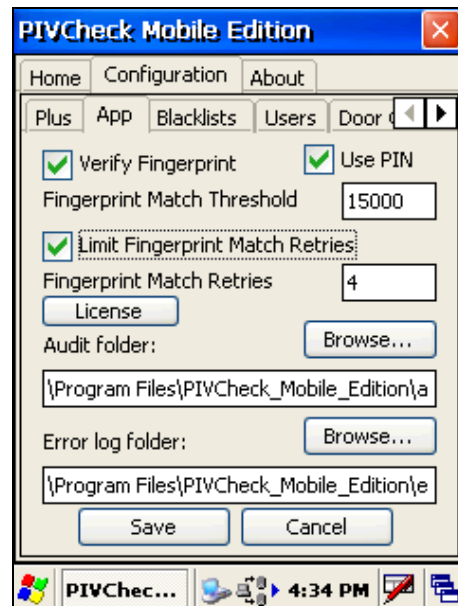 PIVCheck Mobile Edition
Home Configuration About
Plus App Blacklists Users Door
Verify Fingerprint Use PIN
Fingerprint Match Threshold 15000
Limit Fingerprint Match Retries
Fingerprint Match Retries 4
License
Audit folder: Browse...
\Program Files\PIVCheck_Mobile_Edition\a
Error log folder: Browse...
\Program Files\PIVCheck_Mobile_Edition\e
Save Cancel
PIVChec... 4:34 PM